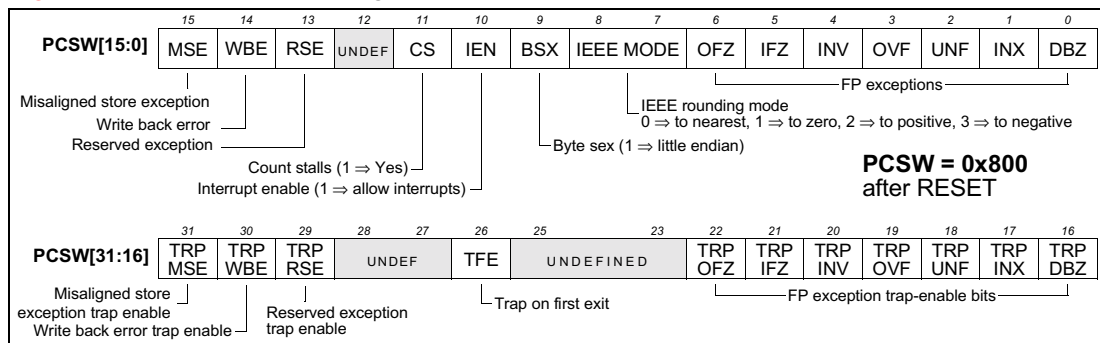 15 14 13 12 11 10 9 8 7 6 5 4 3 2 1 0
PCSW[15:0] MSE WBE RSE UNDEF CS IEN BSX IEEE MODE OFZ IFZ INV OVF UNF INX DBZ
Misaligned store exception
Write back error
Reserved exception
Count stalls (1 ⇒ Yes)
Interrupt enable (1 ⇒ allow interrupts)
Byte sex (1 ⇒ little endian)
IEEE rounding mode
0 ⇒ to nearest, 1 ⇒ to zero, 2 ⇒ to positive, 3 ⇒ to negative
FP exceptions
PCSW = 0x800
after RESET
31 30 29 28 27 26 25 23 22 21 20 19 18 17 16
PCSW[31:16] TRP MSE TRP WBE TRP RSE UNDEF TFE UNDEFINED TRP OFZ TRP IFZ TRP INV TRP OVF TRP UNF TRP INX TRP DBZ
Misaligned store
exception trap enable
Write back error trap enable
Reserved exception
trap enable
Trap on first exit
FP exception trap-enable bits